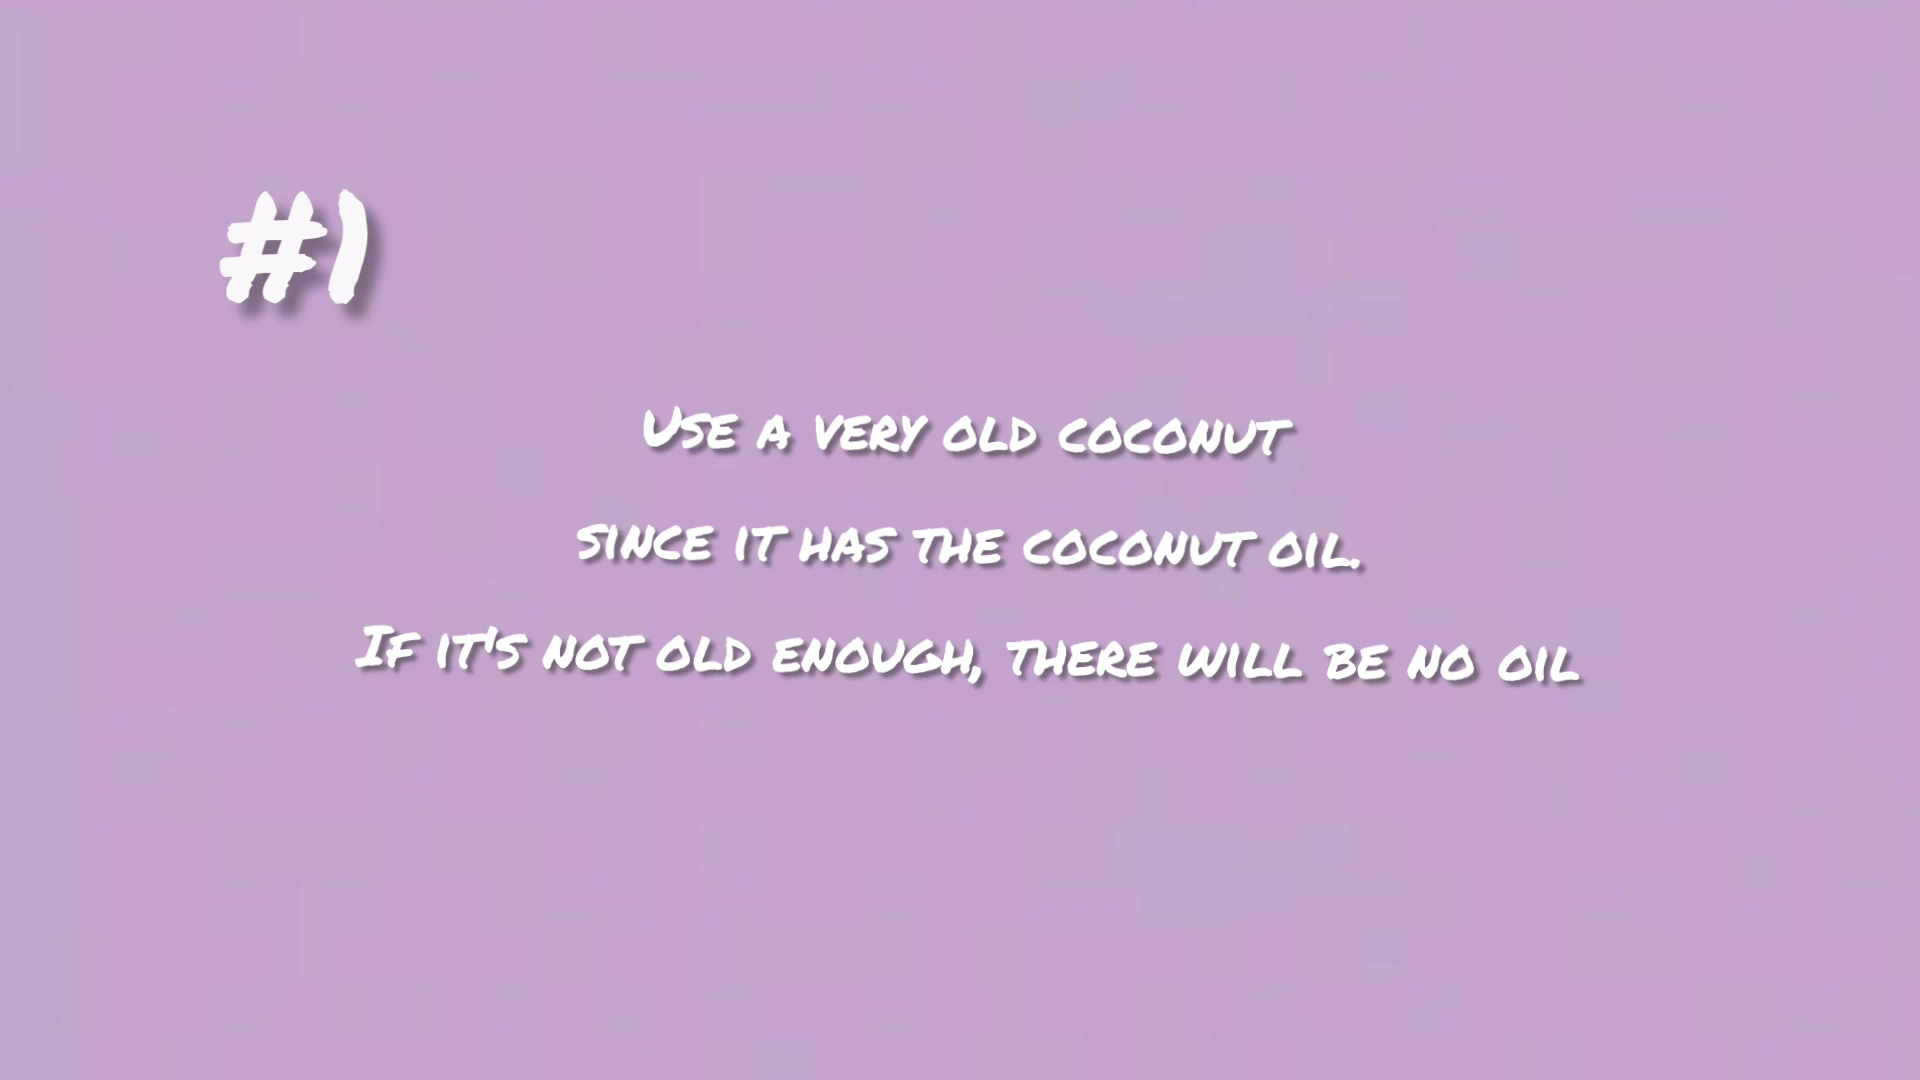 #1
Use a very old coconut
since it has the coconut oil.
If it's not old enough, there will be no oil